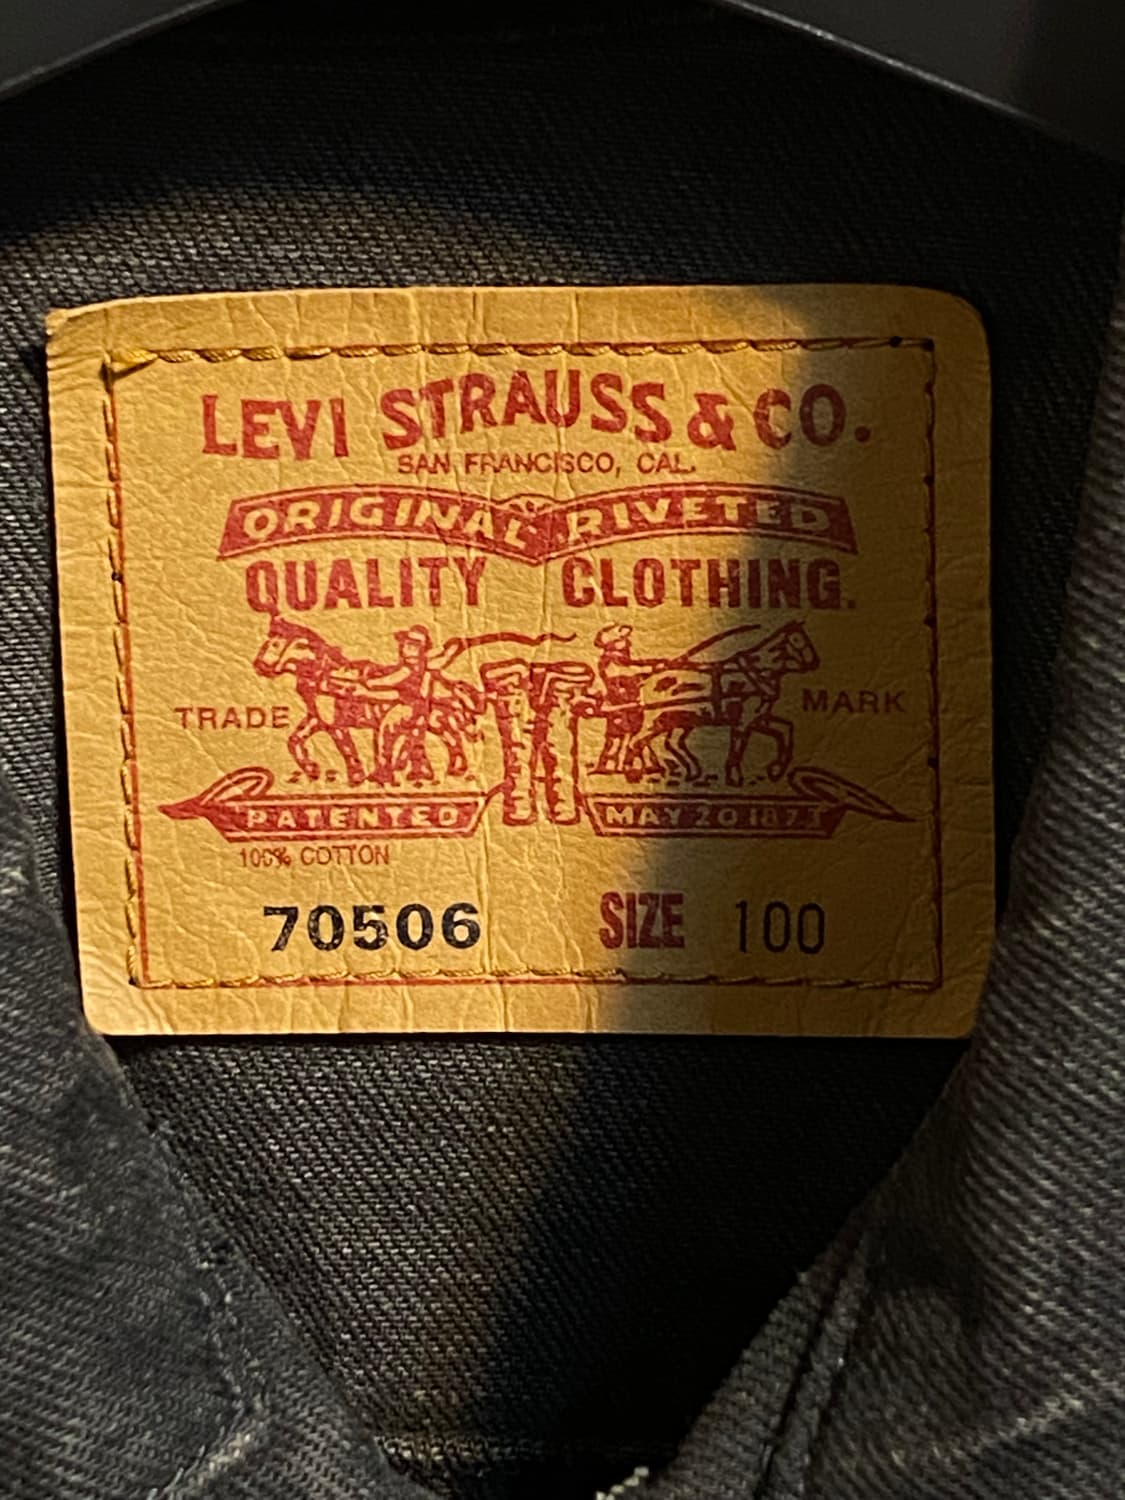 LEVI STRAUSS & CO.
SAN FRANCISCO, CAL.
ORIGINAL RIVETED
QUALITY CLOTHING.
TRADE MARK
PATENTED MAY 20 1873
100% COTTON
70506 SIZE 100